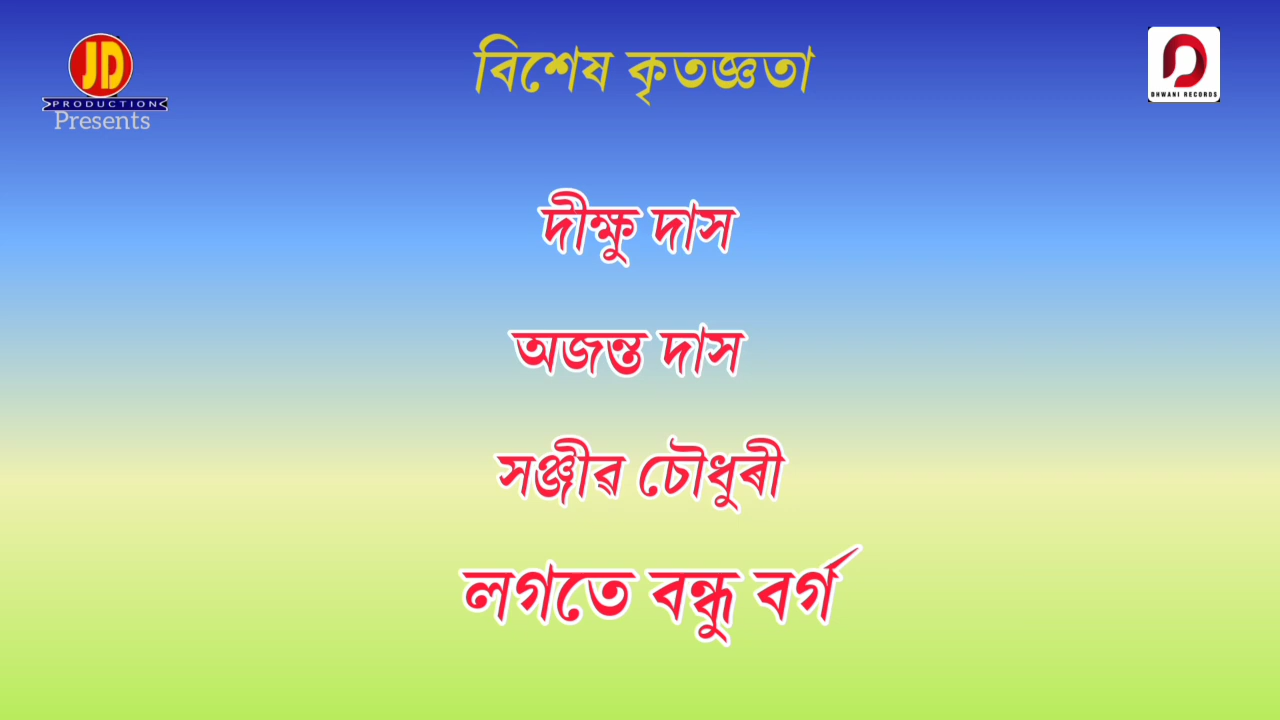 JD
PRODUCTION
Presents
বিশেষ কৃতজ্ঞতা
DHWANI RECORDS
দীক্ষু দাস
অজন্ত দাস
সঞ্জীৱ চৌধুৰী
লগতে বন্ধু বৰ্গ